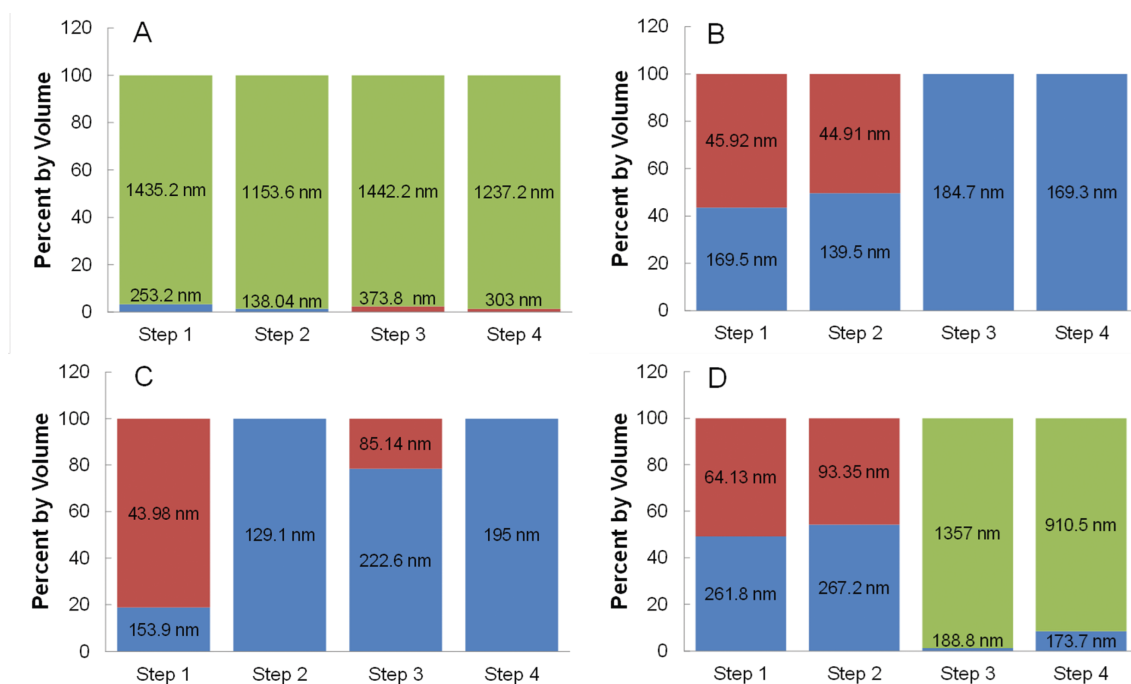 A
Percent by Volume
120
100
80
60
40
20
0
1435.2 nm
1153.6 nm
1442.2 nm
1237.2 nm
253.2 nm
138.04 nm
373.8 nm
303 nm
Step 1
Step 2
Step 3
Step 4
B
Percent by Volume
120
100
80
60
40
20
0
45.92 nm
44.91 nm
184.7 nm
169.3 nm
169.5 nm
139.5 nm
Step 1
Step 2
Step 3
Step 4
C
Percent by Volume
120
100
80
60
40
20
0
43.98 nm
85.14 nm
129.1 nm
195 nm
153.9 nm
222.6 nm
Step 1
Step 2
Step 3
Step 4
D
Percent by Volume
120
100
80
60
40
20
0
64.13 nm
93.35 nm
1357 nm
910.5 nm
261.8 nm
267.2 nm
188.8 nm
173.7 nm
Step 1
Step 2
Step 3
Step 4